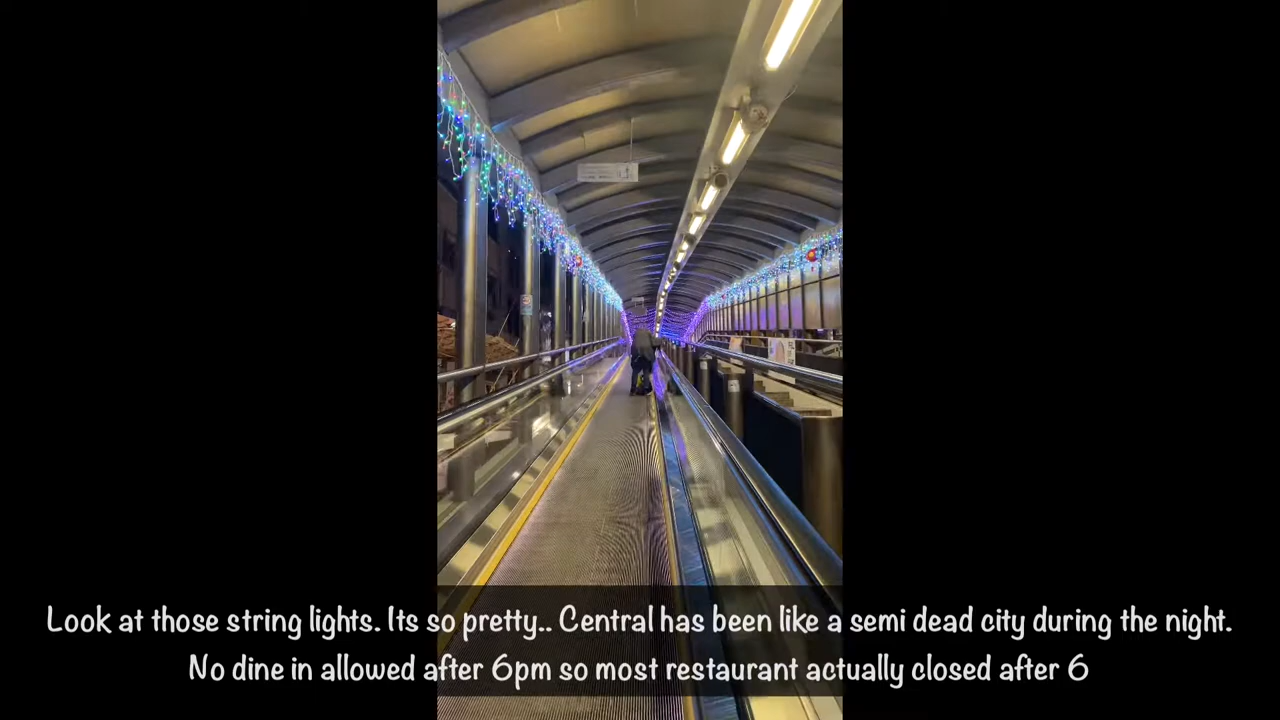 Look at those string lights. Its so pretty.. Central has been like a semi dead city during the night.
No dine in allowed after 6pm so most restaurant actually closed after 6